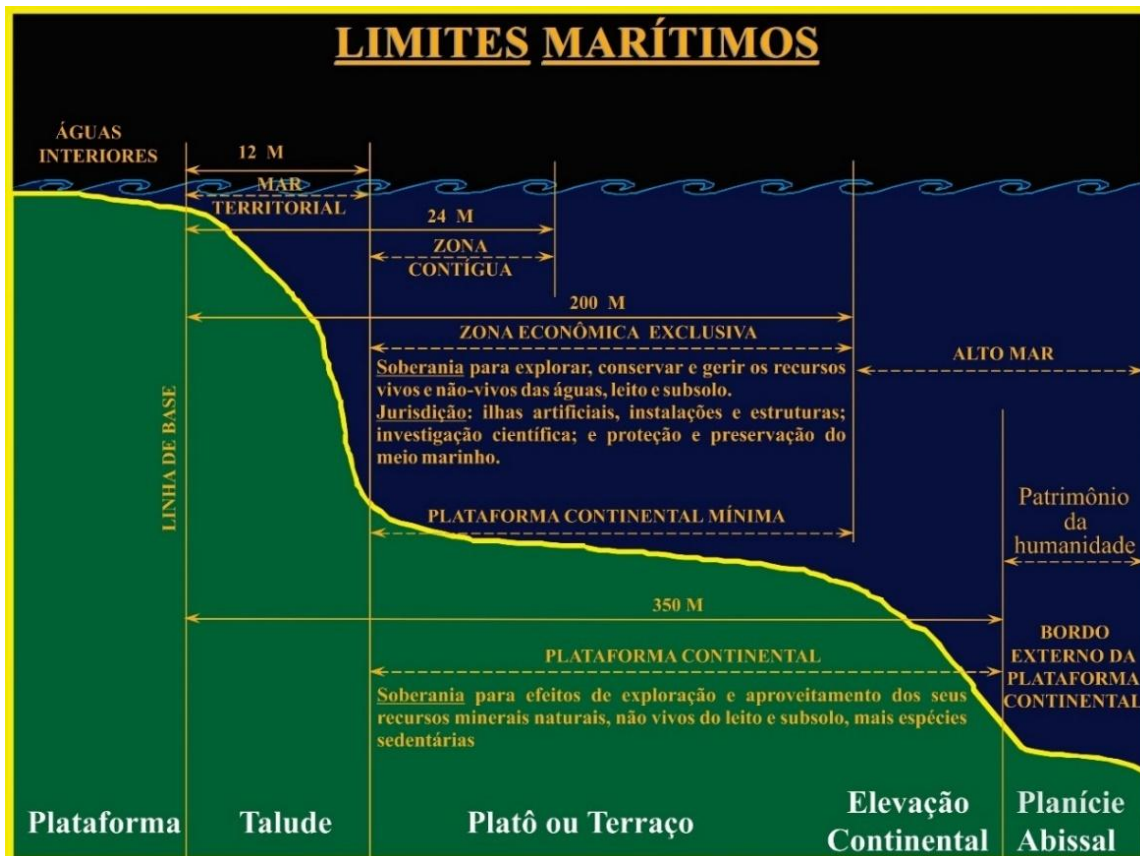 LIMITES MARÍTIMOS
ÁGUAS
INTERIORES
12 M
MAR
TERRITORIAL
24 M
ZONA
CONTÍGUA
200 M
ZONA ECONÔMICA EXCLUSIVA
Soberania para explorar, conservar e gerir os recursos
vivos e não-vivos das águas, leito e subsolo.
Jurisdição: ilhas artificiais, instalações e estruturas;
investigação científica; e proteção e preservação do
meio marinho.
ALTO MAR
LINHA DE BASE
PLATAFORMA CONTINENTAL MÍNIMA
Patrimônio
da
humanidade
350 M
PLATAFORMA CONTINENTAL
Soberania para efeitos de exploração e aproveitamento dos seus
recursos minerais naturais, não vivos do leito e subsolo, mais espécies
sedentárias
BORDO
EXTERNO DA
PLATAFORMA
CONTINENTAL
Plataforma
Talude
Platô ou Terraço
Elevação
Continental
Planície
Abissal